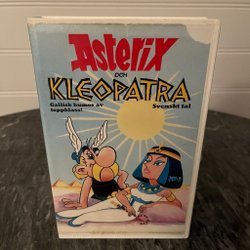 Asterix
OCH
KLEOPATRA
Gallisk humor av
toppklass!
Svenskt tal